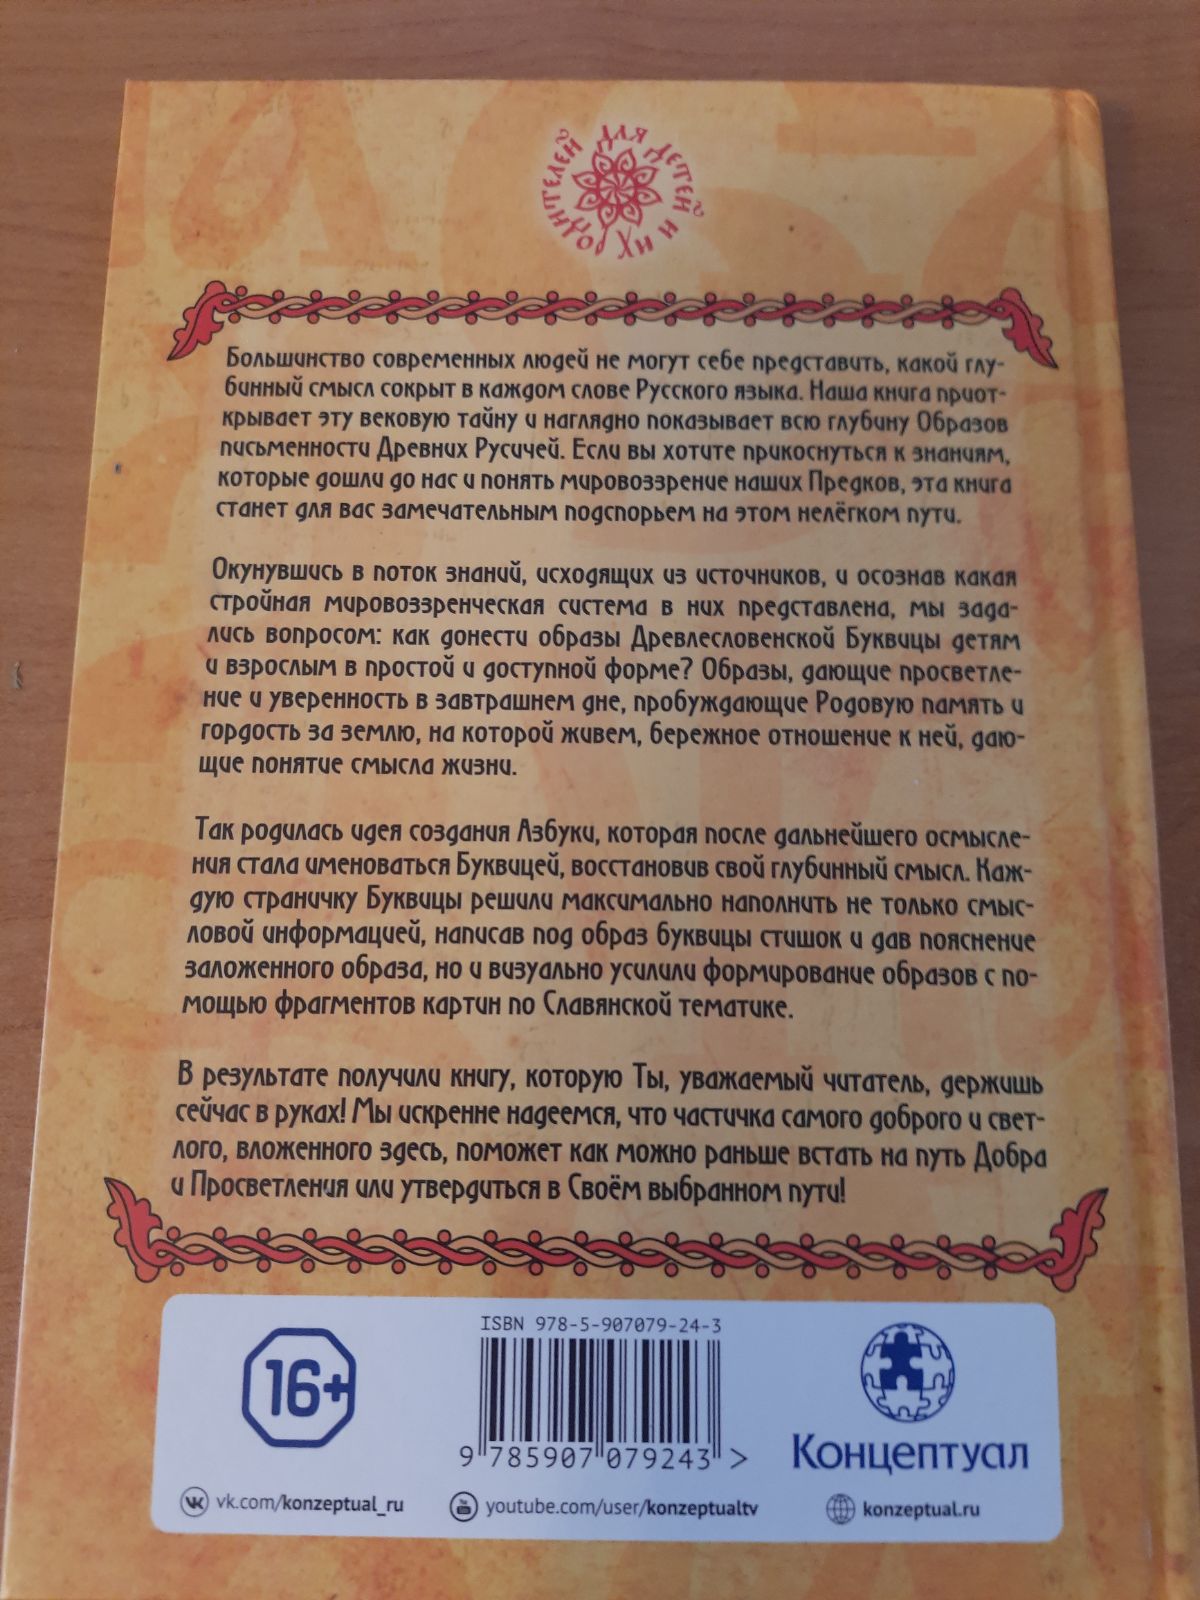 для детей и их родителей
Большинство современных людей не могут себе представить, какой глу-
бинный смысл сокрыт в каждом слове Русского языка. Наша книга приот-
крывает эту вековую тайну и наглядно показывает всю глубину Образов
письменности Древних Русичей. Если вы хотите прикоснуться к знаниям,
которые дошли до нас и понять мировоззрение наших Предков, эта книга
станет для вас замечательным подспорьем на этом нелёгком пути.
Окунувшись в поток знаний, исходящих из источников, и осознав какая
стройная мировоззренческая система в них представлена, мы зада-
лись вопросом: как донести образы Древлесловенской Буквицы детям
и взрослым в простой и доступной форме? Образы, дающие просветле-
ние и уверенность в завтрашнем дне, пробуждающие Родовую память и
гордость за землю, на которой живем, бережное отношение к ней, даю-
щие понятие смысла жизни.
Так родилась идея создания Азбуки, которая после дальнейшего осмысле-
ния стала именоваться Буквицей, восстановив свой глубинный смысл. Каж-
дую страничку Буквицы решили максимально наполнить не только смыс-
ловой информацией, написав под образ буквицы стишок и дав пояснение
заложенного образа, но и визуально усилили формирование образов с по-
мощью фрагментов картин по Славянской тематике.
В результате получили книгу, которую Ты, уважаемый читатель, держишь
сейчас в руках! Мы искренне надеемся, что частичка самого доброго и свет-
лого, вложенного здесь, поможет как можно раньше встать на путь Добра
и Просветления или утвердиться в Своём выбранном пути!
ISBN 978-5-907079-24-3
16+
9 785907 079243 >
Концептуал
vk.com/konzeptual_ru
youtube.com/user/konzeptualtv
konzeptual.ru